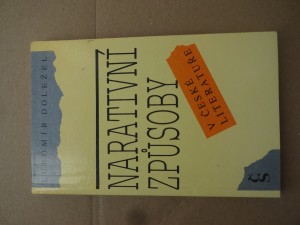 LUBOMÍR DOLEŽEL
NARATIVNÍ
ZPŮSOBY
V ČESKÉ
LITERATUŘE